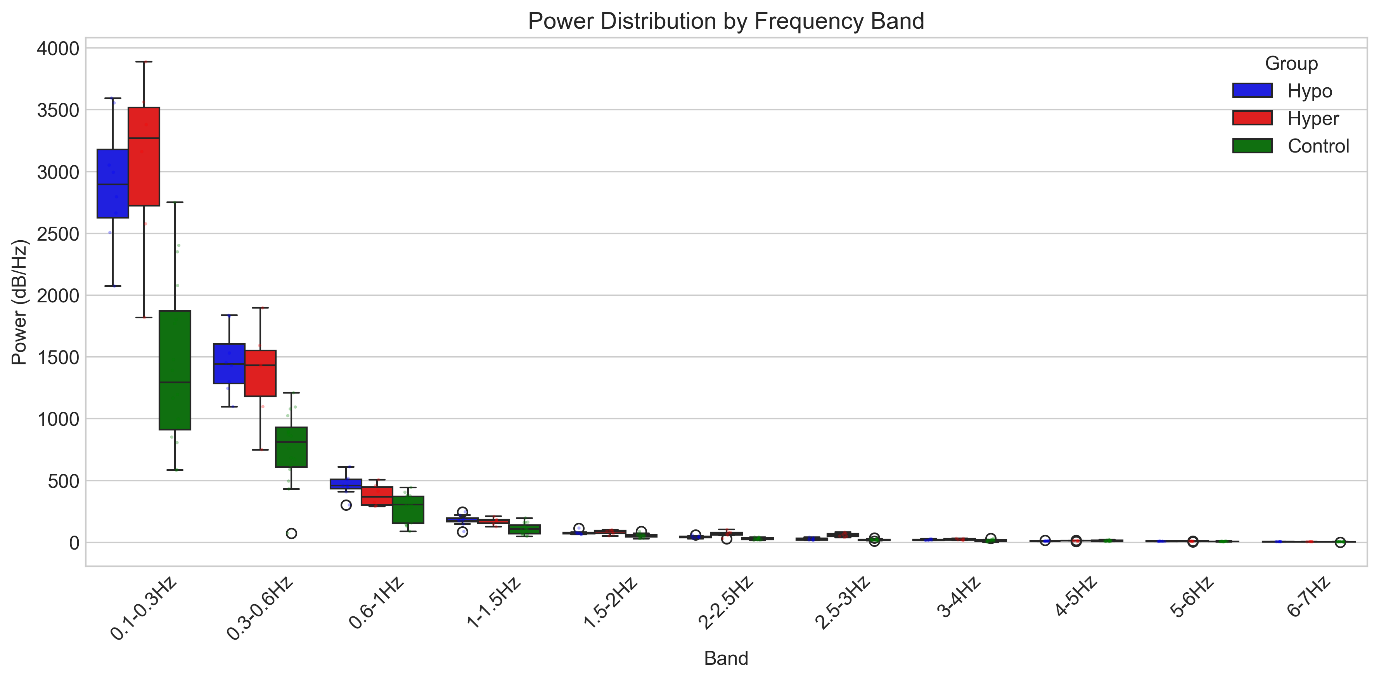 Power Distribution by Frequency Band
Power (dB/Hz)
4000
3500
3000
2500
2000
1500
1000
500
0
Group
Hypo
Hyper
Control
0.1-0.3Hz
0.3-0.6Hz
0.6-1Hz
1-1.5Hz
1.5-2Hz
2-2.5Hz
2.5-3Hz
3-4Hz
4-5Hz
5-6Hz
6-7Hz
Band